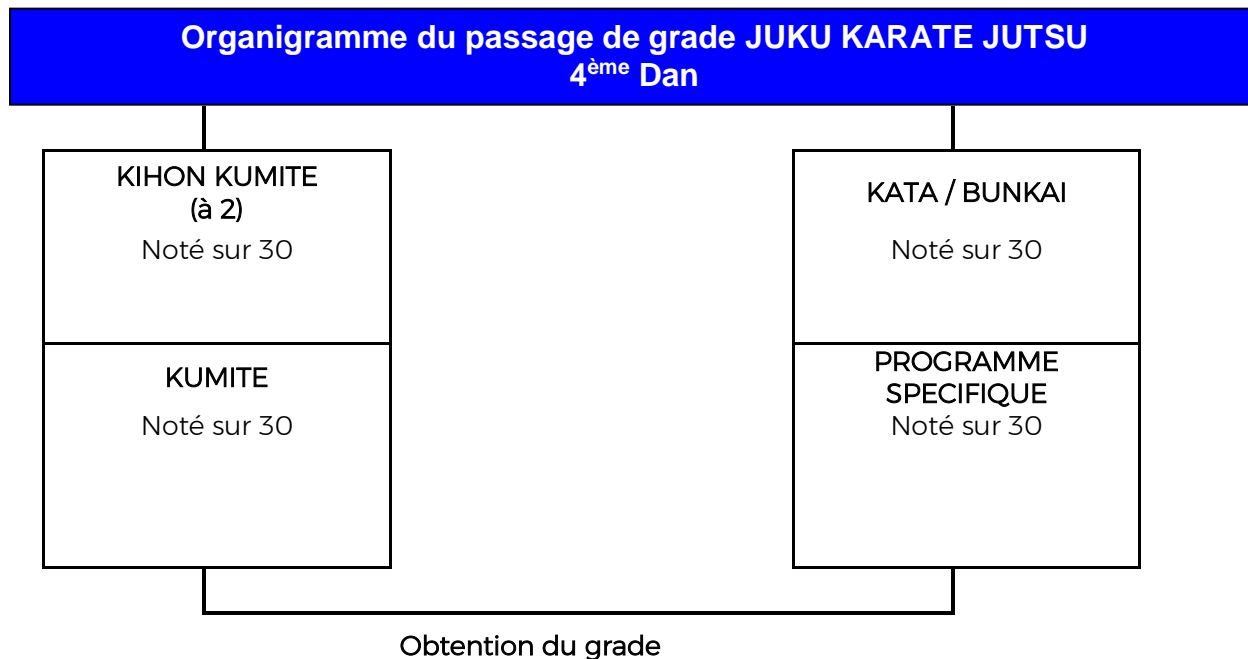 Organigramme du passage de grade JUKU KARATE JUTSU
4ème Dan
KIHON KUMITE
(à 2)
Noté sur 30
KUMITE
Noté sur 30
KATA / BUNKAI
Noté sur 30
PROGRAMME
SPECIFIQUE
Noté sur 30
Obtention du grade